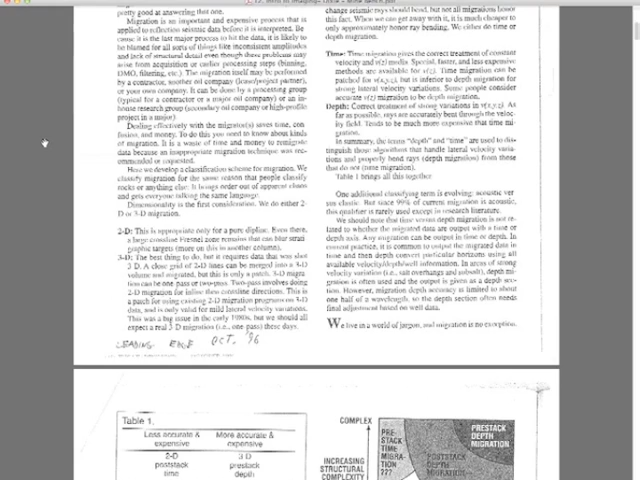 pretty good at answering that one.
Migration is an important and expensive process that is
applied to reflection seismic data before it is interpreted. Be-
cause it is the last major process to hit the data, it is likely to
be blamed for all sorts of things like inconsistent amplitudes
and lack of structural detail even though these problems may
arise from acquisition or earlier processing steps (binning,
DMO, filtering, etc.) The migration itself may be performed
by a contractor, another oil company (lease/project partner),
or your own company. It can be done by a processing group
(typical for a contractor or a major oil company) or an in-
house research group (secondary oil company or high-profile
project in a major).
Dealing effectively with the migration(s) saves time, con-
fusion, and money. To do this you need to know about kinds
of migration. It is a waste of time and money to remigrate
data because an inappropriate migration technique was rec-
ommended or requested.
Here we develop a classification scheme for migration. We
classify migration for the same reason that people classify
rocks or anything else: It brings order out of apparent chaos
and gets everyone talking the same language.
Dimensionality is the first consideration. We do either 2-
D or 3-D migration.
2-D: This is appropriate only for a pure dipline. Even there,
a large crossline Fresnel zone remains that can blur strati-
graphic targets (more on this in another column).
3-D: The best thing to do, but it requires data that was shot
3 D. A close grid of 2-D lines can be merged into a 3-D
volume and migrated, but this is only a patch. 3-D migra-
tion can be one pass or two-pass. Two-pass involves doing
2-D migration for inline then crossline directions. This is
a patch for using existing 2-D migration programs on 3-D
data, and is only valid for mild lateral velocity variations.
This was a big issue in the early 1980s, but we should all
expect a real 3-D migration (i.e., one pass) these days.
LEADING EDGE OCT. '96
change seismic rays should bend, but not all migrations honor
this fact. When we can get away with it, it is much cheaper to
only approximately honor ray bending. We either do time or
depth migration.
Time: Time migration gives the correct treatment of constant
velocity and v(z) media. Special, faster, and less expensive
methods are available for v(z). Time migration can be
patched for v(x,y,z), but is inferior to depth migration for
strong lateral velocity variations. Some people consider
accurate v(z) migration to be depth migration.
Depth: Correct treatment of strong variations in v(x,y,z). As
far as possible, rays are accurately bent through the veloc-
ity field. Tends to be much more expensive than time mi-
gration.
In summary, the terms "depth" and "time" are used to dis-
tinguish those algorithms that handle lateral velocity varia-
tions and properly bend rays (depth migration) from those
that do not (time migration).
Table 1 brings all this together
One additional classifying term is evolving: acoustic ver-
sus elastic. But since 99% of current migration is acoustic,
this qualifier is rarely used except in research literature.
We should note that time versus depth migration is not re-
lated to whether the migrated data are output with a time or
depth axis. Any migration can be output in time or depth. In
current practice, it is common to output the migrated data in
time and then depth convert particular horizons using all
available velocity/depth/well information. In areas of strong
velocity variation (i.e., salt overhangs and subsalt), depth mi-
gration is often used and the output is given as a depth sec-
tion. However, migration depth accuracy is limited to about
one half of a wavelength, so the depth section often needs
final adjustment based on well data.
We live in a world of jargon, and migration is no exception.
Table 1.
Less accurate & expensive
More accurate & expensive
2-D
poststack
time
3 D
prestack
depth
COMPLEX
INCREASING
STRUCTURAL
COMPLEXITY
PRE-
STACK
TIME
MIGRA-
TION
???
POSTSTACK
DEPTH
MIGRATION
PRESTACK
DEPTH
MIGRATION